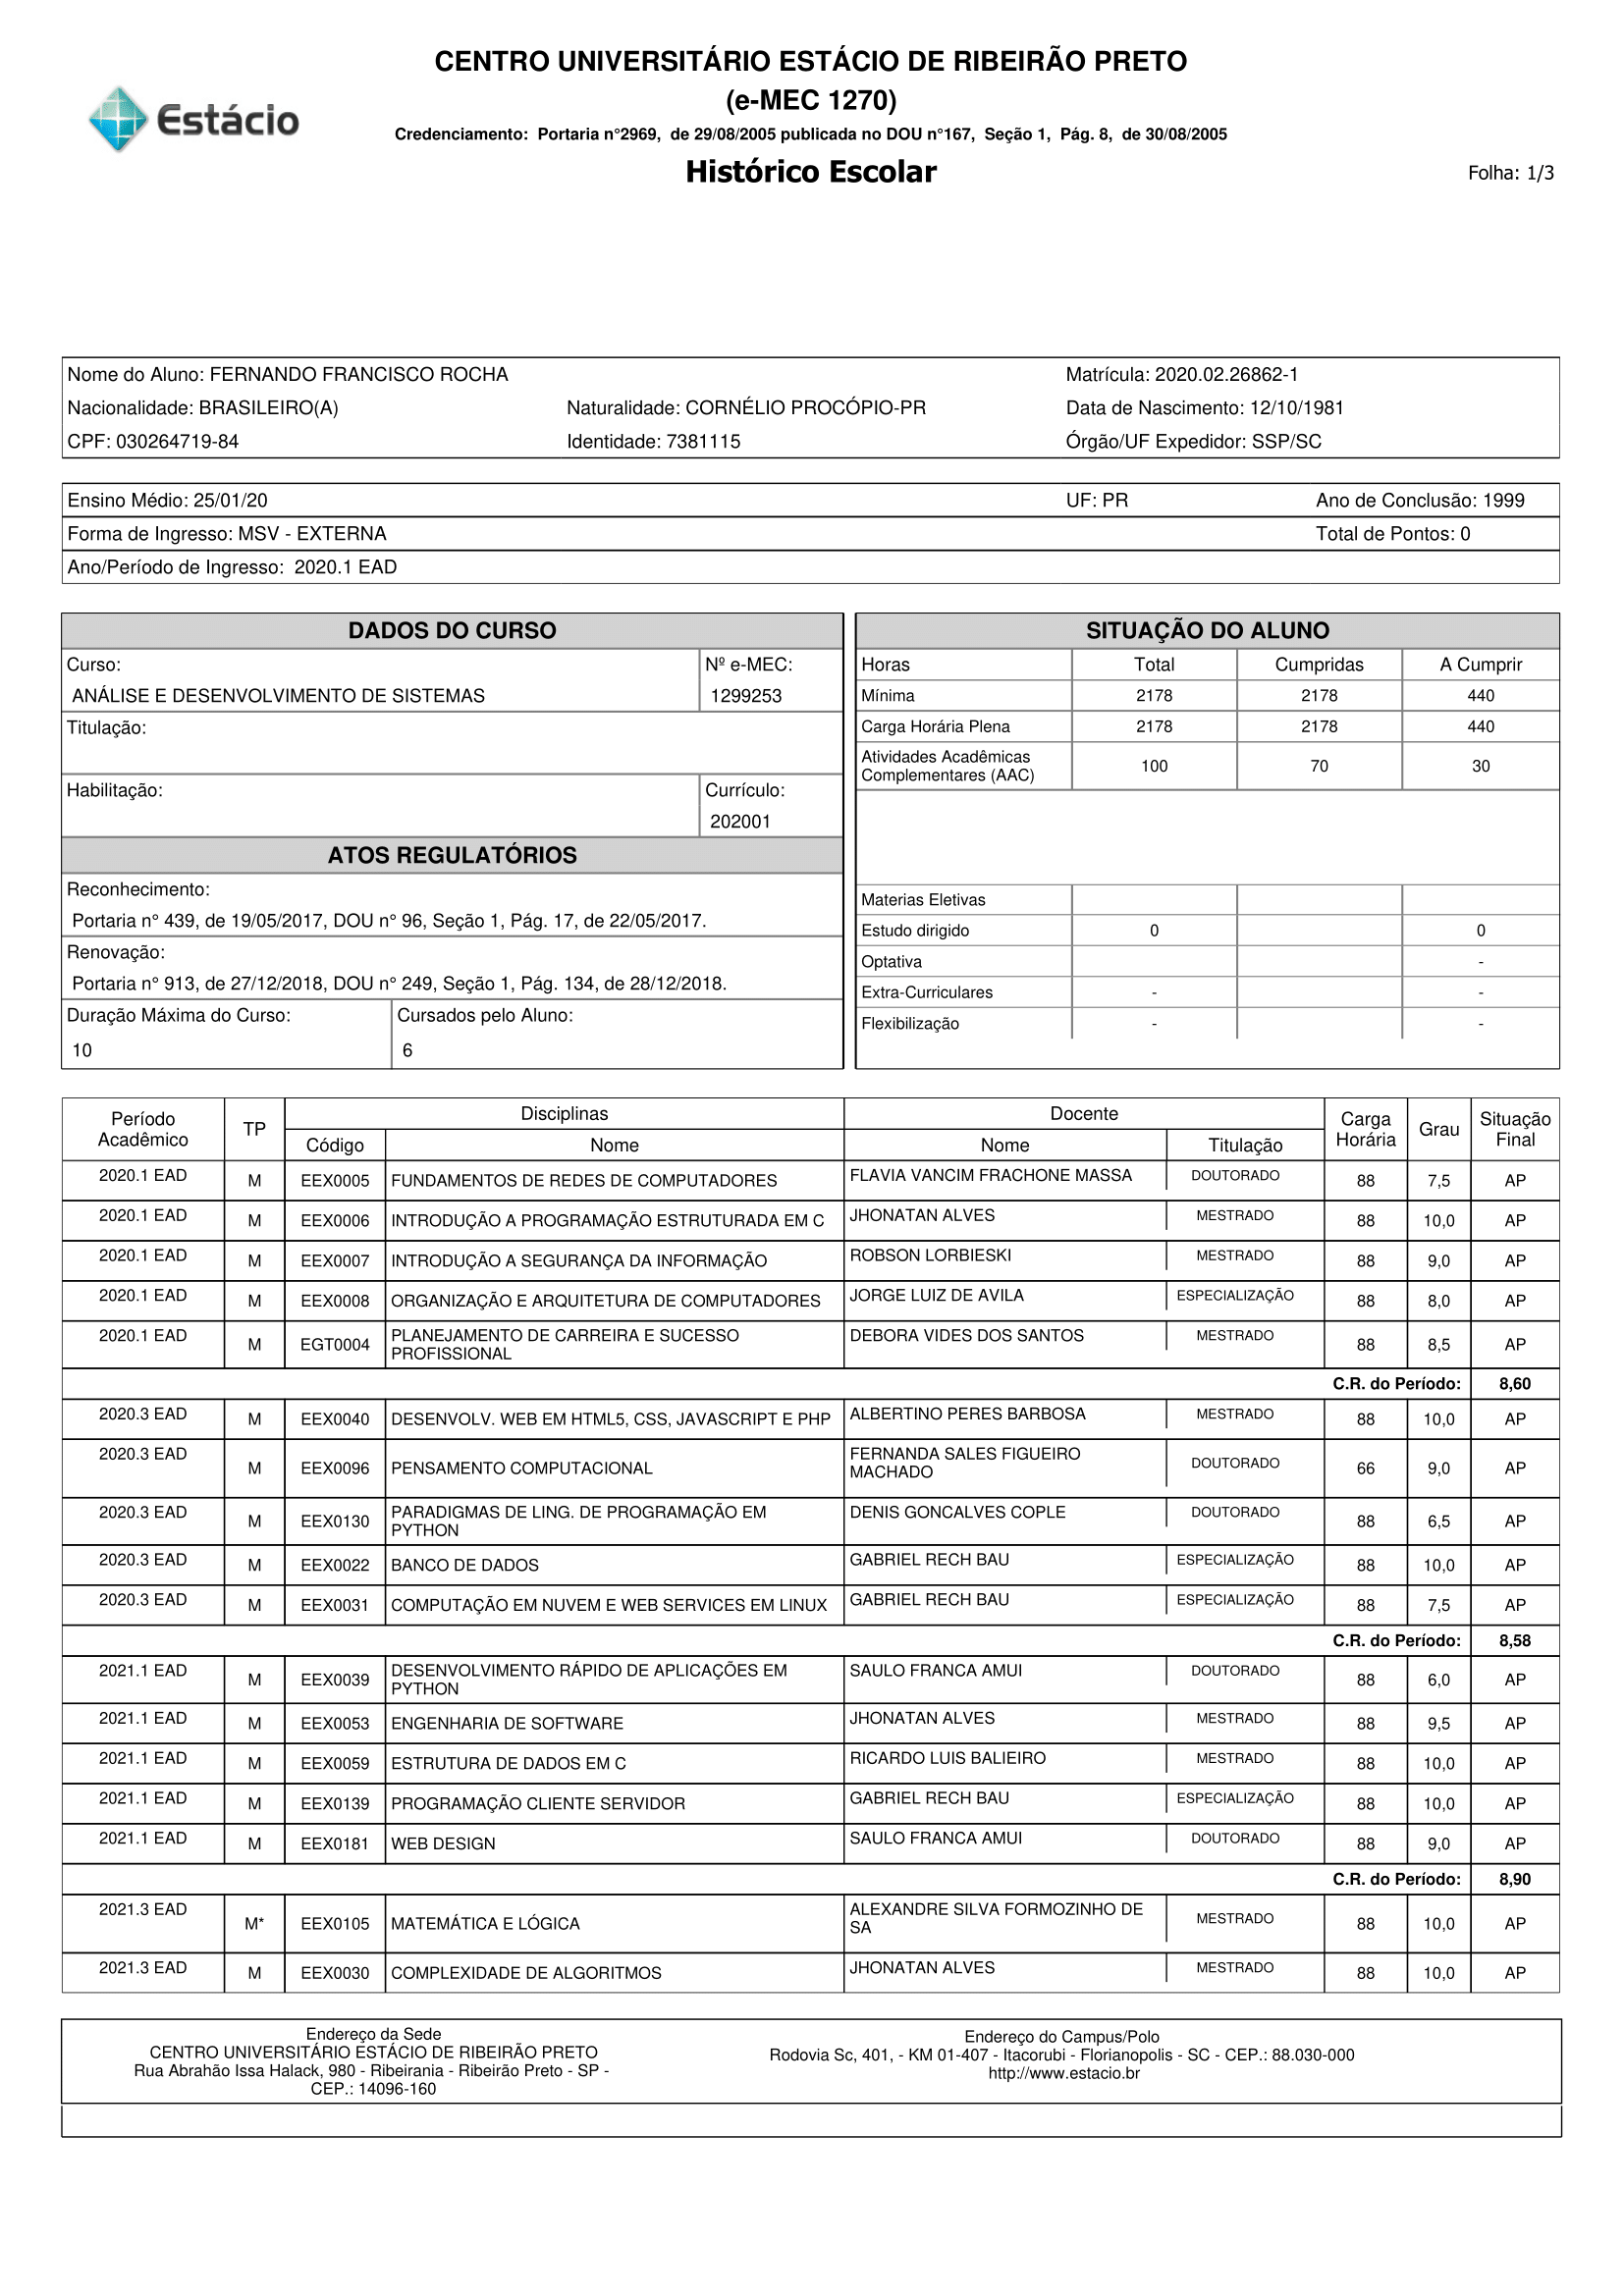 CENTRO UNIVERSITÁRIO ESTÁCIO DE RIBEIRÃO PRETO
(e-MEC 1270)
Estácio
Credenciamento: Portaria n°2969, de 29/08/2005 publicada no DOU n°167, Seção 1, Pág. 8, de 30/08/2005
Histórico Escolar Folha: 1/3
Nome do Aluno: FERNANDO FRANCISCO ROCHA Matrícula: 2020.02.26862-1
Nacionalidade: BRASILEIRO(A) Naturalidade: CORNÉLIO PROCÓPIO-PR Data de Nascimento: 12/10/1981
CPF: 030264719-84 Identidade: 7381115 Órgão/UF Expedidor: SSP/SC
Ensino Médio: 25/01/20 UF: PR Ano de Conclusão: 1999
Forma de Ingresso: MSV - EXTERNA Total de Pontos: 0
Ano/Período de Ingresso: 2020.1 EAD
DADOS DO CURSO
Curso: Nº e-MEC:
ANÁLISE E DESENVOLVIMENTO DE SISTEMAS 1299253
Titulação:
Habilitação: Currículo:
202001
ATOS REGULATÓRIOS
Reconhecimento:
Portaria n° 439, de 19/05/2017, DOU n° 96, Seção 1, Pág. 17, de 22/05/2017.
Renovação:
Portaria n° 913, de 27/12/2018, DOU n° 249, Seção 1, Pág. 134, de 28/12/2018.
Duração Máxima do Curso: Cursados pelo Aluno:
10 6
SITUAÇÃO DO ALUNO
Horas Total Cumpridas A Cumprir
Mínima 2178 2178 440
Carga Horária Plena 2178 2178 440
Atividades Acadêmicas
Complementares (AAC) 100 70 30
Materias Eletivas
Estudo dirigido 0 0
Optativa -
Extra-Curriculares - -
Flexibilização - -
Período Acadêmico TP Disciplinas Docente Carga Horária Grau Situação Final
Código Nome Nome Titulação
2020.1 EAD M EEX0005 FUNDAMENTOS DE REDES DE COMPUTADORES FLAVIA VANCIM FRACHONE MASSA DOUTORADO 88 7,5 AP
2020.1 EAD M EEX0006 INTRODUÇÃO A PROGRAMAÇÃO ESTRUTURADA EM C JHONATAN ALVES MESTRADO 88 10,0 AP
2020.1 EAD M EEX0007 INTRODUÇÃO A SEGURANÇA DA INFORMAÇÃO ROBSON LORBIESKI MESTRADO 88 9,0 AP
2020.1 EAD M EEX0008 ORGANIZAÇÃO E ARQUITETURA DE COMPUTADORES JORGE LUIZ DE AVILA ESPECIALIZAÇÃO 88 8,0 AP
2020.1 EAD M EGT0004 PLANEJAMENTO DE CARREIRA E SUCESSO PROFISSIONAL DEBORA VIDES DOS SANTOS MESTRADO 88 8,5 AP
C.R. do Período: 8,60
2020.3 EAD M EEX0040 DESENVOLV. WEB EM HTML5, CSS, JAVASCRIPT E PHP ALBERTINO PERES BARBOSA MESTRADO 88 10,0 AP
2020.3 EAD M EEX0096 PENSAMENTO COMPUTACIONAL FERNANDA SALES FIGUEIRO MACHADO DOUTORADO 66 9,0 AP
2020.3 EAD M EEX0130 PARADIGMAS DE LING. DE PROGRAMAÇÃO EM PYTHON DENIS GONCALVES COPLE DOUTORADO 88 6,5 AP
2020.3 EAD M EEX0022 BANCO DE DADOS GABRIEL RECH BAU ESPECIALIZAÇÃO 88 10,0 AP
2020.3 EAD M EEX0031 COMPUTAÇÃO EM NUVEM E WEB SERVICES EM LINUX GABRIEL RECH BAU ESPECIALIZAÇÃO 88 7,5 AP
C.R. do Período: 8,58
2021.1 EAD M EEX0039 DESENVOLVIMENTO RÁPIDO DE APLICAÇÕES EM PYTHON SAULO FRANCA AMUI DOUTORADO 88 6,0 AP
2021.1 EAD M EEX0053 ENGENHARIA DE SOFTWARE JHONATAN ALVES MESTRADO 88 9,5 AP
2021.1 EAD M EEX0059 ESTRUTURA DE DADOS EM C RICARDO LUIS BALIEIRO MESTRADO 88 10,0 AP
2021.1 EAD M EEX0139 PROGRAMAÇÃO CLIENTE SERVIDOR GABRIEL RECH BAU ESPECIALIZAÇÃO 88 10,0 AP
2021.1 EAD M EEX0181 WEB DESIGN SAULO FRANCA AMUI DOUTORADO 88 9,0 AP
C.R. do Período: 8,90
2021.3 EAD M* EEX0105 MATEMÁTICA E LÓGICA ALEXANDRE SILVA FORMOZINHO DE SA MESTRADO 88 10,0 AP
2021.3 EAD M EEX0030 COMPLEXIDADE DE ALGORITMOS JHONATAN ALVES MESTRADO 88 10,0 AP
Endereço da Sede
CENTRO UNIVERSITÁRIO ESTÁCIO DE RIBEIRÃO PRETO
Rua Abrahão Issa Halack, 980 - Ribeirania - Ribeirão Preto - SP -
CEP.: 14096-160
Endereço do Campus/Polo
Rodovia Sc, 401, - KM 01-407 - Itacorubi - Florianopolis - SC - CEP.: 88.030-000
http://www.estacio.br